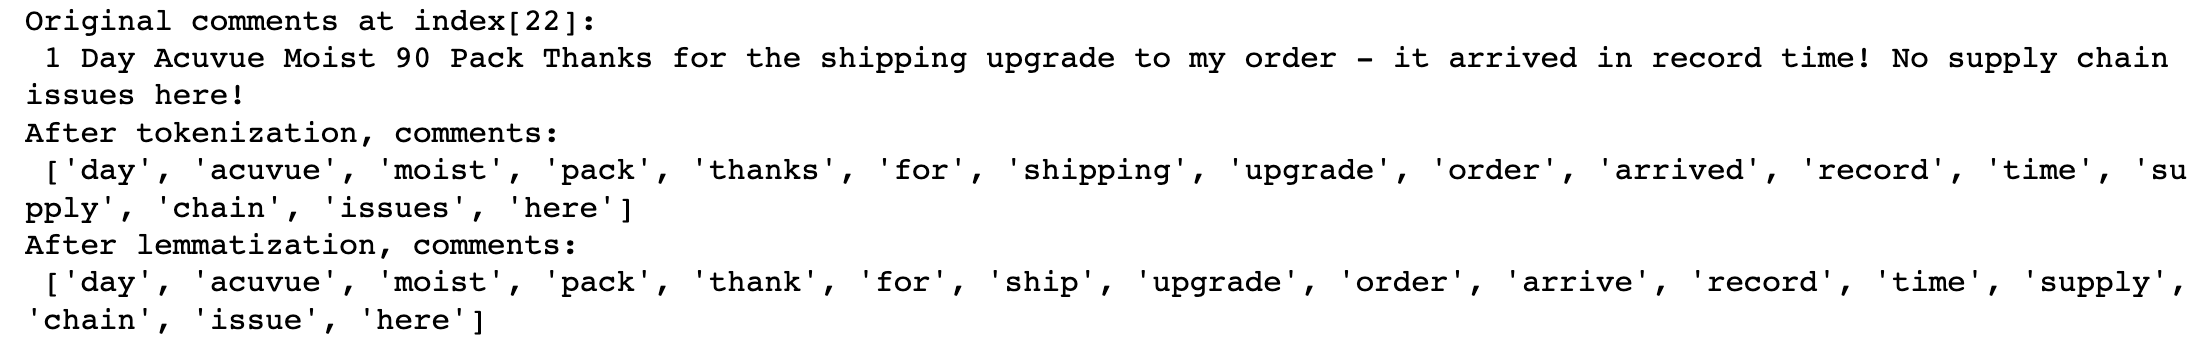 Original comments at index[22]:
1 Day Acuvue Moist 90 Pack Thanks for the shipping upgrade to my order - it arrived in record time! No supply chain
issues here!
After tokenization, comments:
['day', 'acuvue', 'moist', 'pack', 'thanks', 'for', 'shipping', 'upgrade', 'order', 'arrived', 'record', 'time', 'su
pply', 'chain', 'issues', 'here']
After lemmatization, comments:
['day', 'acuvue', 'moist', 'pack', 'thank', 'for', 'ship', 'upgrade', 'order', 'arrive', 'record', 'time', 'supply',
'chain', 'issue', 'here']